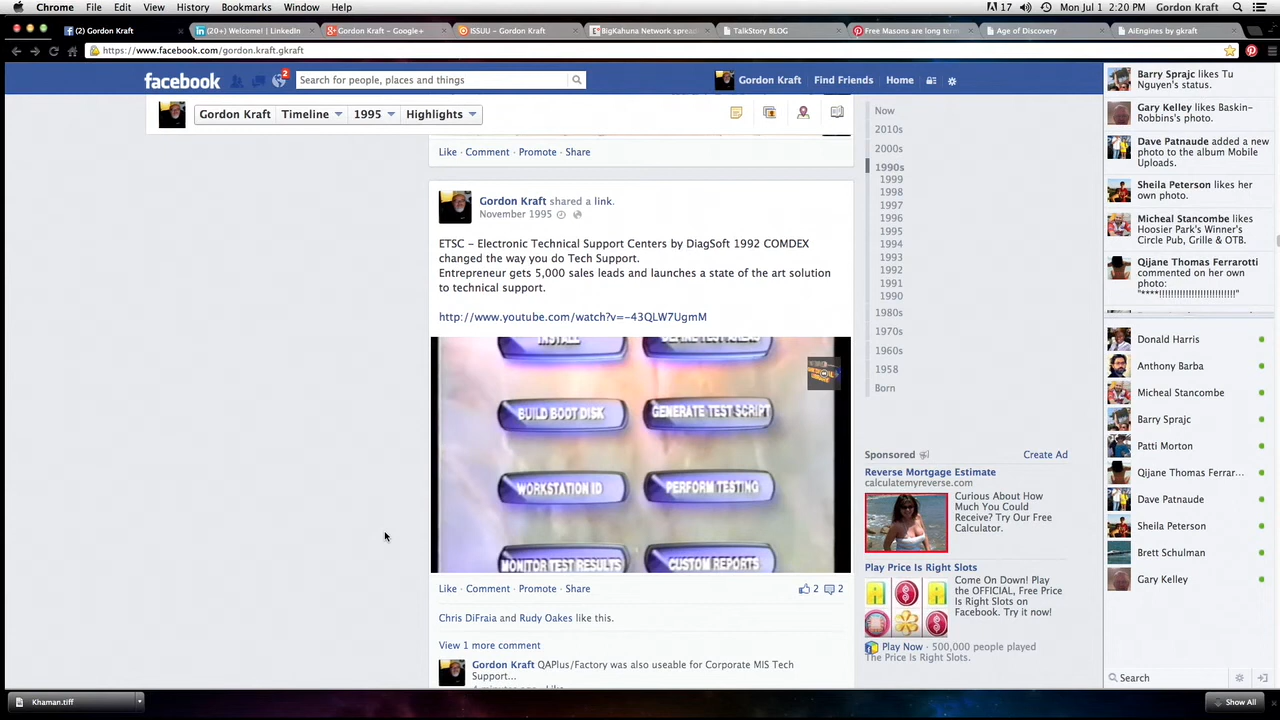 Chrome File Edit View History Bookmarks Window Help
17 Mon Jul 1 2:20 PM Gordon Kraft
(2) Gordon Kraft
(20+) Welcome! | LinkedIn
Gordon Kraft - Google+
ISSUU - Gordon Kraft
BigKahuna Network spread
TalkStory BLOG
Free Masons are long term
Age of Discovery
AiEngines by gkraft
https://www.facebook.com/gordon.kraft.gkraft
facebook
2
Search for people, places and things
Gordon Kraft Find Friends Home
Gordon Kraft Timeline 1995 Highlights
Like · Comment · Promote · Share
Gordon Kraft shared a link.
November 1995
ETSC - Electronic Technical Support Centers by DiagSoft 1992 COMDEX
changed the way you do Tech Support.
Entrepreneur gets 5,000 sales leads and launches a state of the art solution
to technical support.
http://www.youtube.com/watch?v=-43QLW7UgmM
INSTALL
DEFINE TEST AREAS
BUILD BOOT DISK
GENERATE TEST SCRIPT
WORKSTATION ID
PERFORM TESTING
MONITOR TEST RESULTS
CUSTOM REPORTS
Like · Comment · Promote · Share
2 2
Chris DiFraia and Rudy Oakes like this.
View 1 more comment
Gordon Kraft QAPlus/Factory was also useable for Corporate MIS Tech
Support...
Now
2010s
2000s
1990s
1999
1998
1997
1996
1995
1994
1993
1992
1991
1990
1980s
1970s
1960s
1958
Born
Sponsored
Create Ad
Reverse Mortgage Estimate
calculatemyreverse.com
Curious About How
Much You Could
Receive? Try Our Free
Calculator.
Play Price Is Right Slots
Come On Down! Play
the OFFICIAL, Free Price
Is Right Slots on
Facebook. Try it now!
Play Now · 500,000 people played
The Price Is Right Slots.
Barry Sprajc likes Tu
Nguyen's status.
Gary Kelley likes Baskin-
Robbins's photo.
Dave Patnaude added a new
photo to the album Mobile
Uploads.
Sheila Peterson likes her
own photo.
Micheal Stancombe likes
Hoosier Park's Winner's
Circle Pub, Grille & OTB.
Qijane Thomas Ferrarotti
commented on her own
photo:
Donald Harris
Anthony Barba
Micheal Stancombe
Barry Sprajc
Patti Morton
Qijane Thomas Ferrar...
Dave Patnaude
Sheila Peterson
Brett Schulman
Gary Kelley
Search
Khaman.tiff
Show All